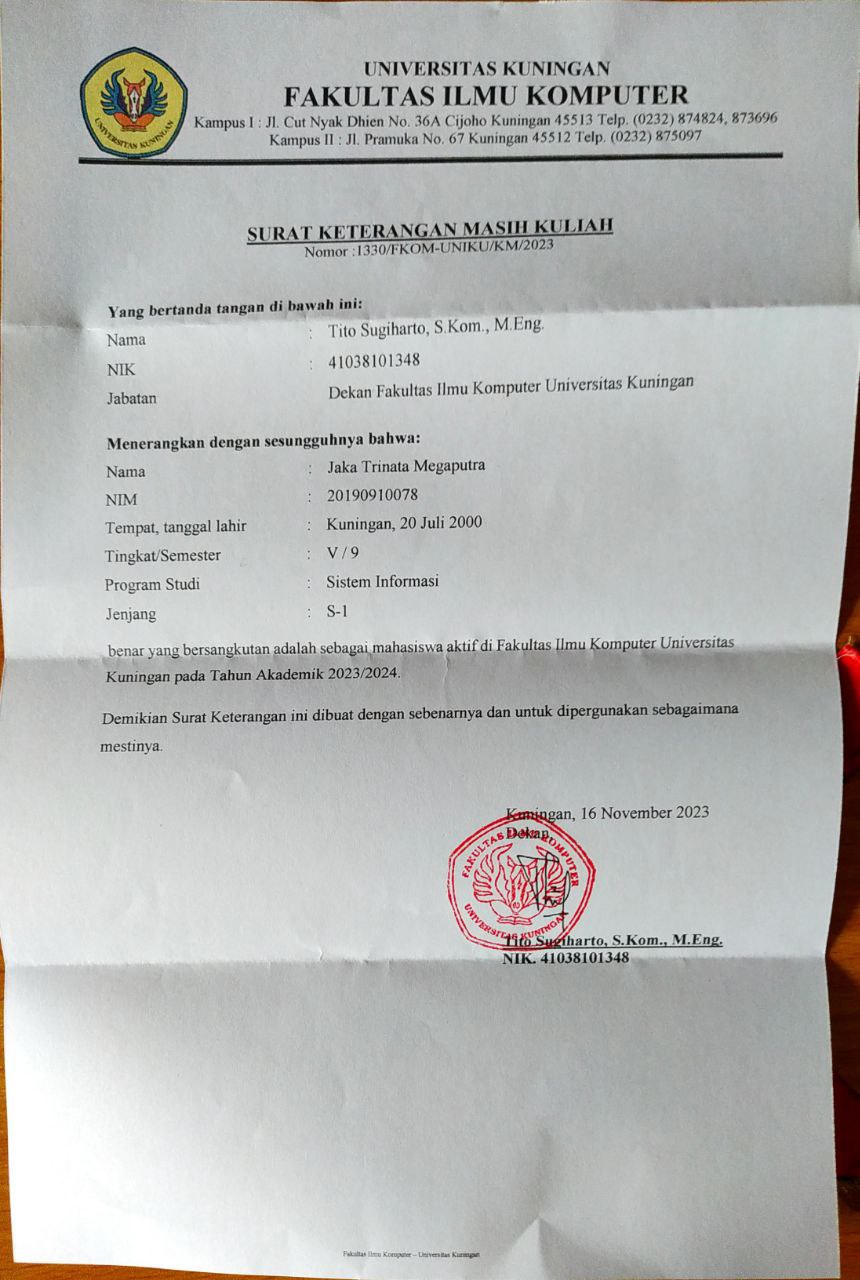 UNIVERSITAS KUNINGAN
UNIVERSITAS KUNINGAN
FAKULTAS ILMU KOMPUTER
Kampus I : Jl. Cut Nyak Dhien No. 36A Cijoho Kuningan 45513 Telp. (0232) 874824, 873696
Kampus II : Jl. Pramuka No. 67 Kuningan 45512 Telp. (0232) 875097
SURAT KETERANGAN MASIH KULIAH
Nomor :1330/FKOM-UNIKU/KM/2023
Yang bertanda tangan di bawah ini:
Nama : Tito Sugiharto, S.Kom., M.Eng.
NIK : 41038101348
Jabatan Dekan Fakultas Ilmu Komputer Universitas Kuningan
Menerangkan dengan sesungguhnya bahwa:
Nama : Jaka Trinata Megaputra
NIM : 20190910078
Tempat, tanggal lahir : Kuningan, 20 Juli 2000
Tingkat/Semester : V / 9
Program Studi : Sistem Informasi
Jenjang : S-1
benar yang bersangkutan adalah sebagai mahasiswa aktif di Fakultas Ilmu Komputer Universitas
Kuningan pada Tahun Akademik 2023/2024.
Demikian Surat Keterangan ini dibuat dengan sebenarnya dan untuk dipergunakan sebagaimana
mestinya.
Kuningan, 16 November 2023
Dekan,
FAKULTAS ILMU KOMPUTER
UNIVERSITAS KUNINGAN
Tito Sugiharto, S.Kom., M.Eng.
NIK. 41038101348
Fakultas Ilmu Komputer – Universitas Kuningan